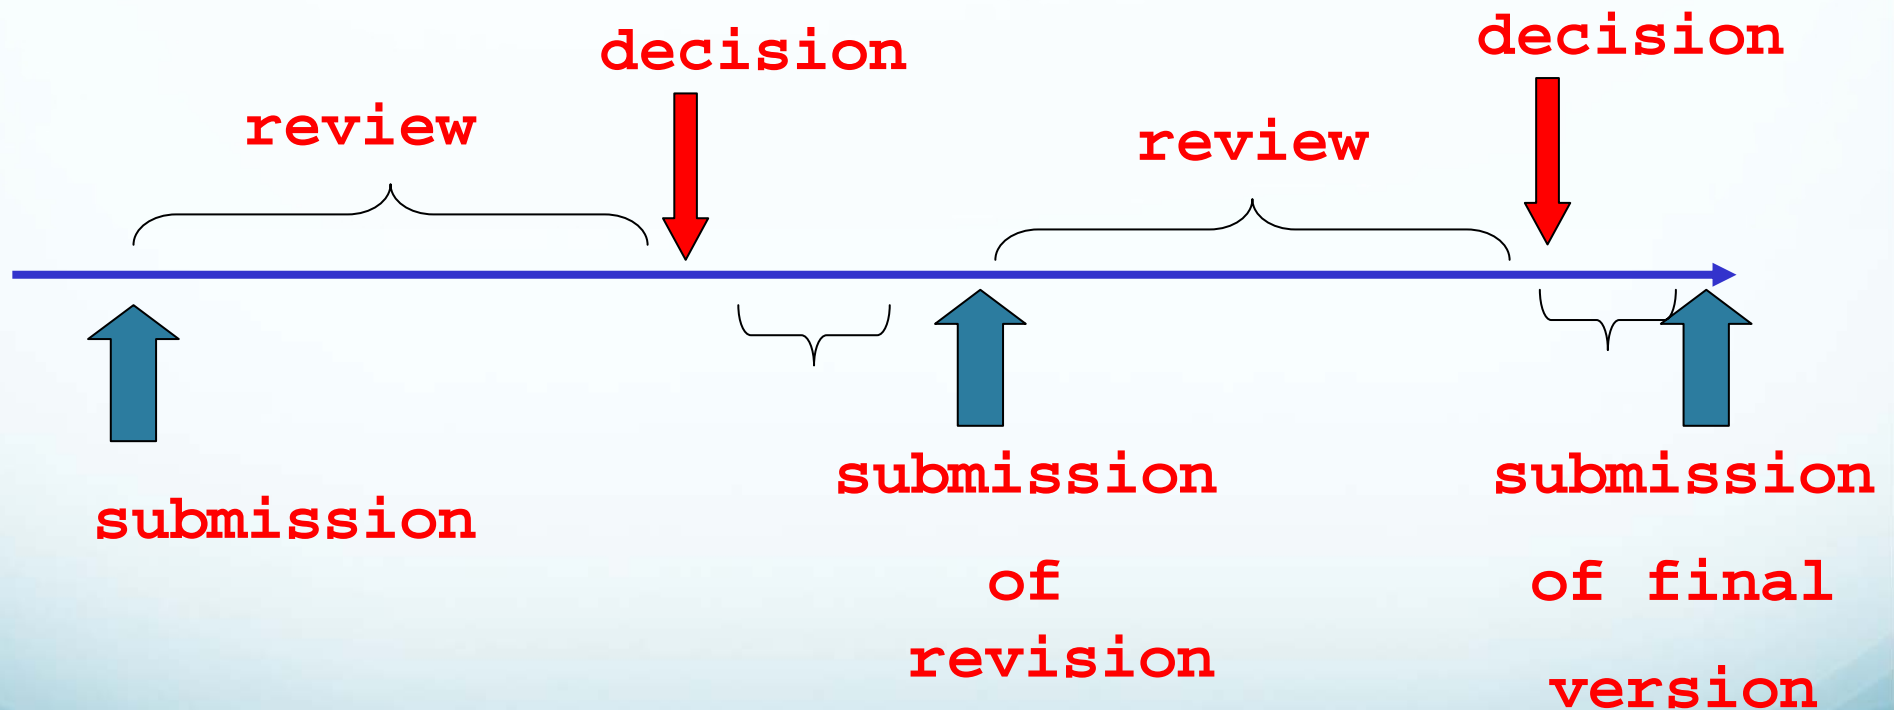 decision
decision
review
review
submission
submission
of
revision
submission
of final
version